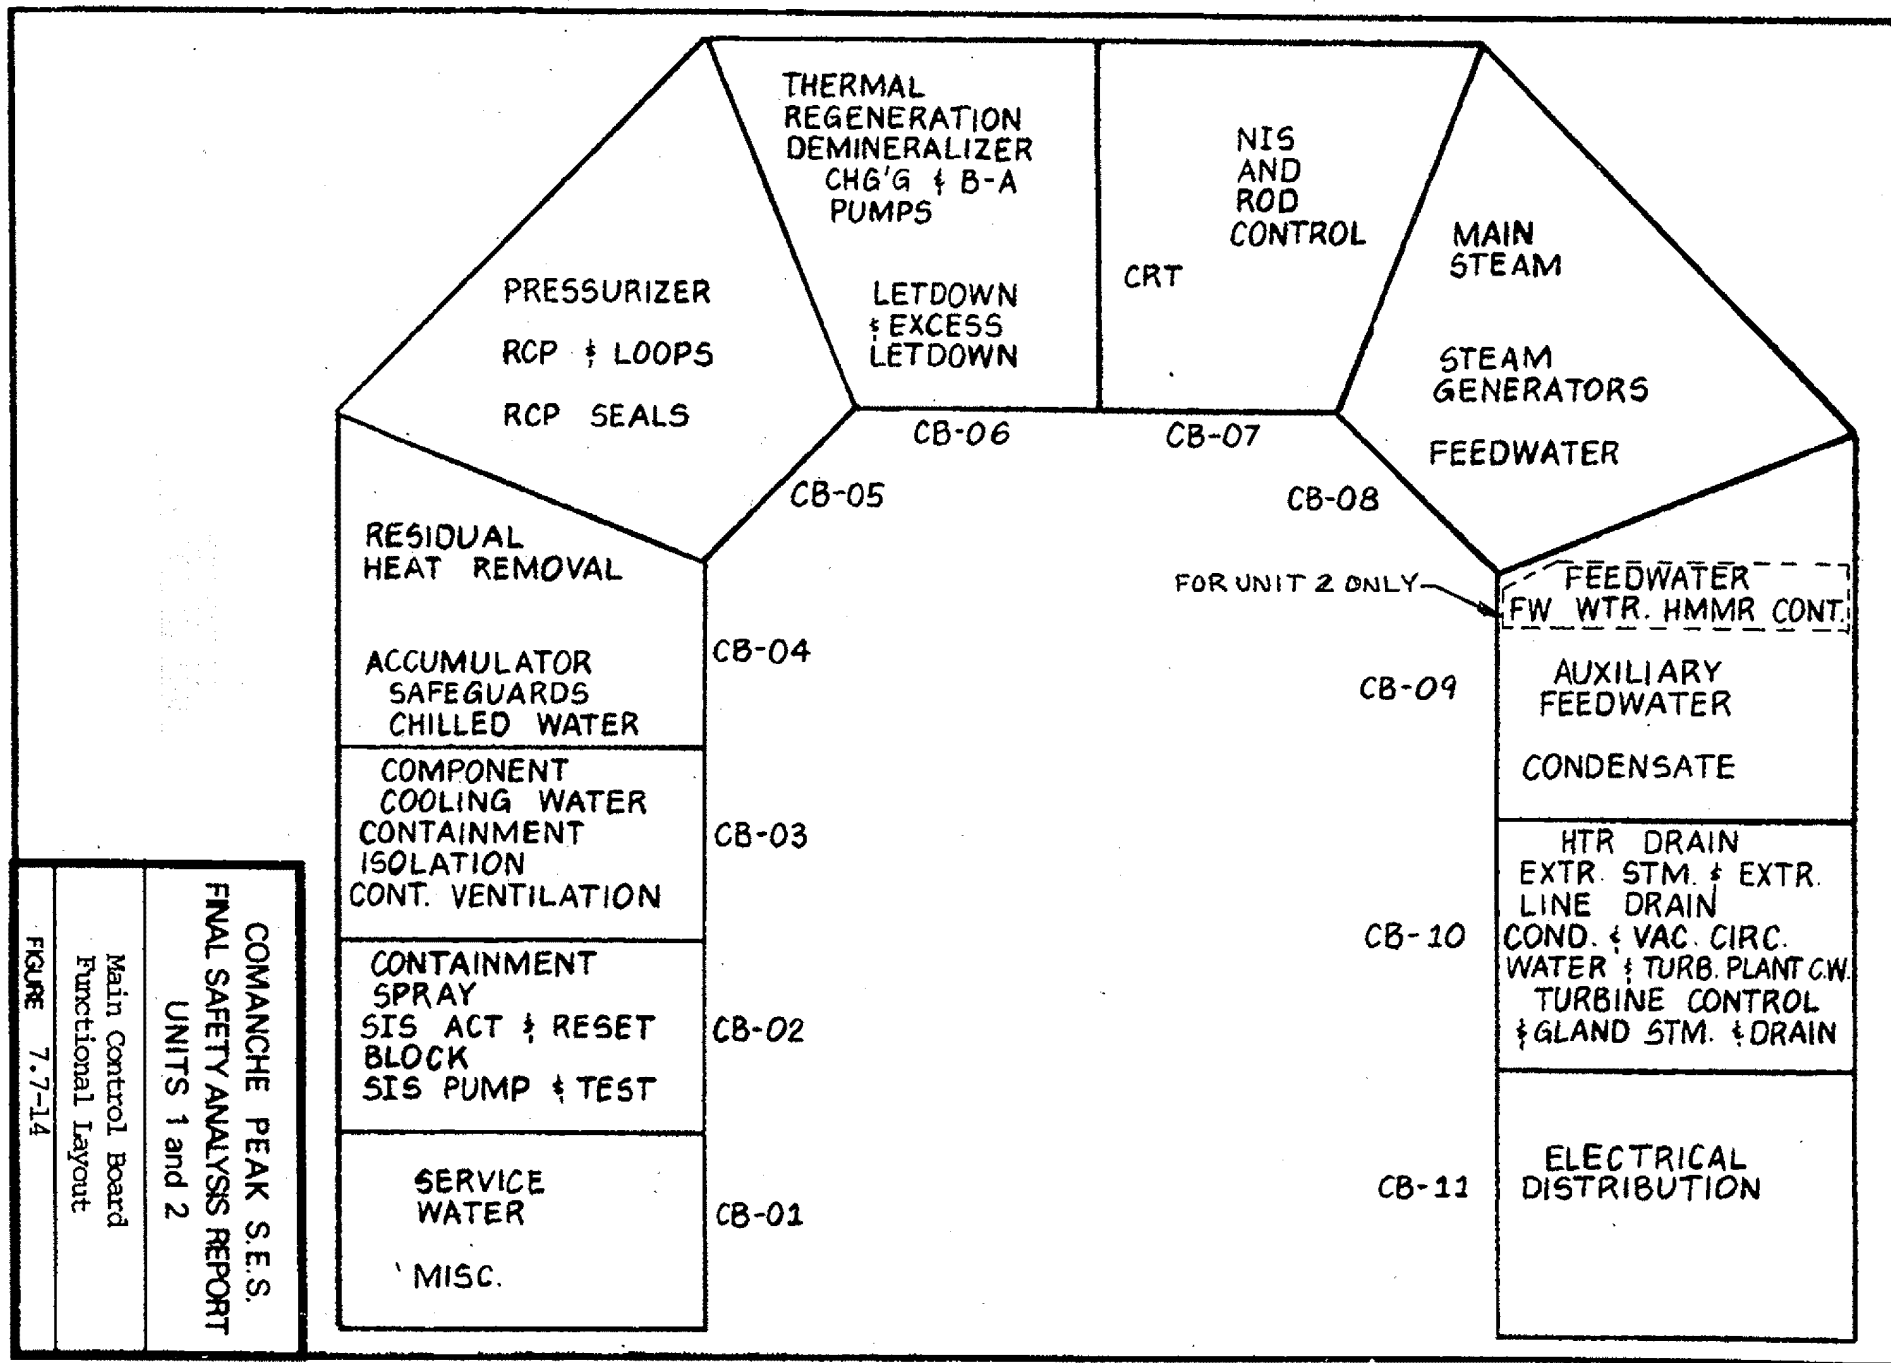 THERMAL
REGENERATION
DEMINERALIZER
CHG'G & B-A
PUMPS
LETDOWN
& EXCESS
LETDOWN
CB-06
NIS
AND
ROD
CONTROL
CRT
CB-07
PRESSURIZER
RCP & LOOPS
RCP SEALS
CB-05
MAIN
STEAM
STEAM
GENERATORS
FEEDWATER
CB-08
RESIDUAL
HEAT REMOVAL
ACCUMULATOR
SAFEGUARDS
CHILLED WATER
CB-04
COMPONENT
COOLING WATER
CONTAINMENT
ISOLATION
CONT. VENTILATION
CB-03
CONTAINMENT
SPRAY
SIS ACT & RESET
BLOCK
SIS PUMP & TEST
CB-02
SERVICE
WATER
MISC.
CB-01
FOR UNIT 2 ONLY
FEEDWATER
FW WTR. HMMR CONT.
AUXILIARY
FEEDWATER
CONDENSATE
CB-09
HTR DRAIN
EXTR. STM. & EXTR.
LINE DRAIN
COND. & VAC. CIRC.
WATER & TURB. PLANT C.W.
TURBINE CONTROL
& GLAND STM. & DRAIN
CB-10
ELECTRICAL
DISTRIBUTION
CB-11
COMANCHE PEAK S.E.S.
FINAL SAFETY ANALYSIS REPORT
UNITS 1 and 2
Main Control Board
Functional Layout
FIGURE 7.7-14